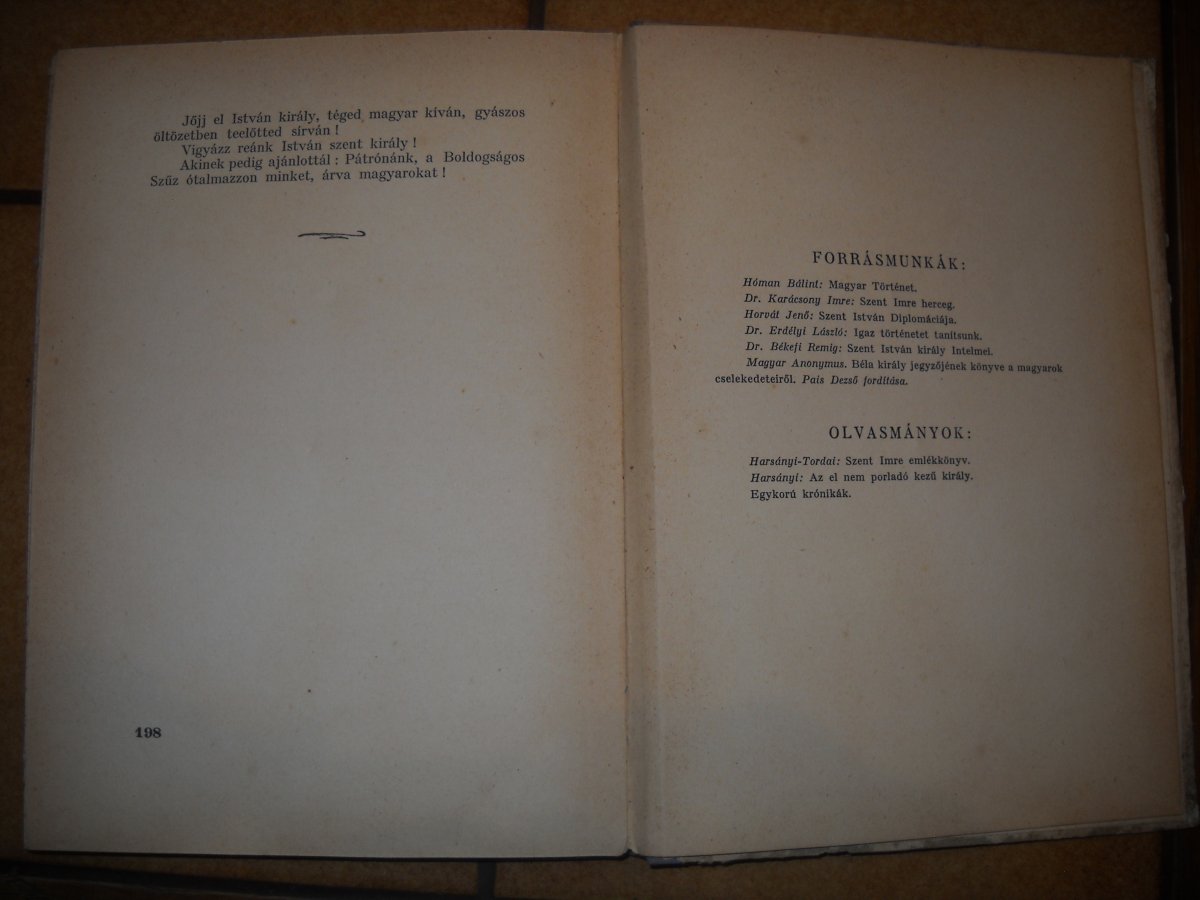 Jőjj el István király, téged magyar kíván, gyászos
öltözetben teelőtted sírván !
Vigyázz reánk István szent király !
Akinek pedig ajánlottál : Pátrónánk, a Boldogságos
Szűz ótalmazzon minket, árva magyarokat !
198
FORRÁSMUNKÁK:
Hóman Bálint: Magyar Történet.
Dr. Karácsony Imre: Szent Imre herceg.
Horvát Jenő: Szent István Diplomáciája.
Dr. Erdélyi László: Igaz történetet tanítsunk.
Dr. Békefi Remig: Szent István király Intelmei.
Magyar Anonymus. Béla király jegyzőjének könyve a magyarok
cselekedeteiről. Pais Dezső fordítása.
OLVASMÁNYOK:
Harsányi-Tordai: Szent Imre emlékkönyv.
Harsányi: Az el nem porladó kezű király.
Egykorú krónikák.